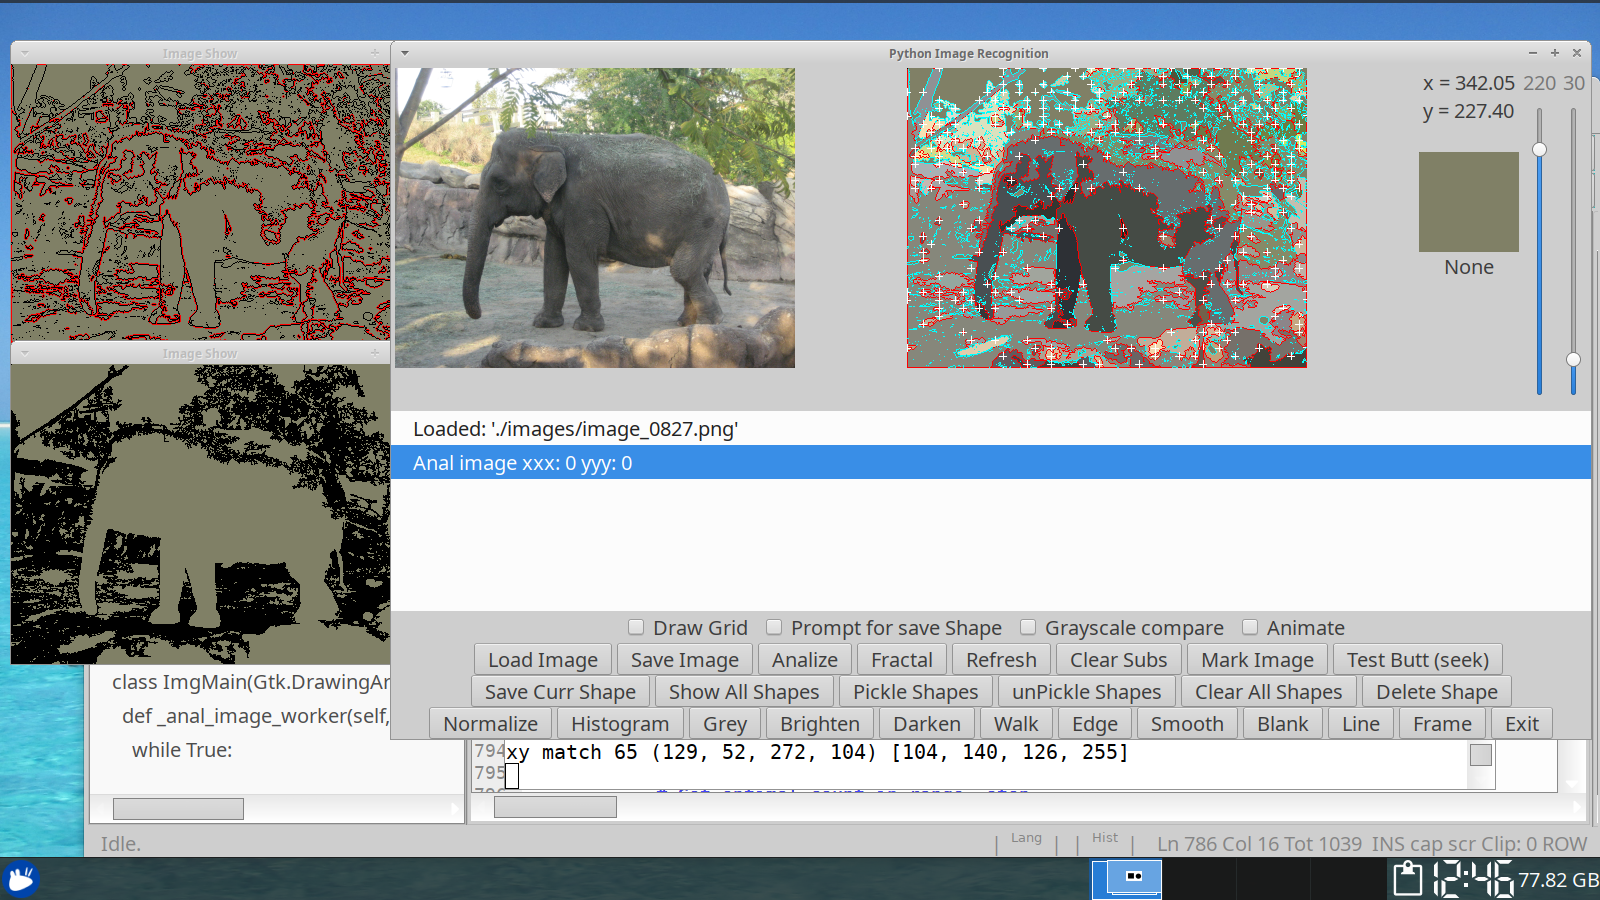 Image Show
Python Image Recognition
x = 342.05 220 30
y = 227.40
None
Image Show
Loaded: './images/image_0827.png'
Anal image xxx: 0 yyy: 0
Draw Grid Prompt for save Shape Grayscale compare Animate
Load Image Save Image Analize Fractal Refresh Clear Subs Mark Image Test Butt (seek)
Save Curr Shape Show All Shapes Pickle Shapes unPickle Shapes Clear All Shapes Delete Shape
Normalize Histogram Grey Brighten Darken Walk Edge Smooth Blank Line Frame Exit
class ImgMain(Gtk.DrawingAr
def _anal_image_worker(self,
while True:
794 xy match 65 (129, 52, 272, 104) [104, 140, 126, 255]
795
Idle.
Lang Hist Ln 786 Col 16 Tot 1039 INS cap scr Clip: 0 ROW
12:46 77.82 GB